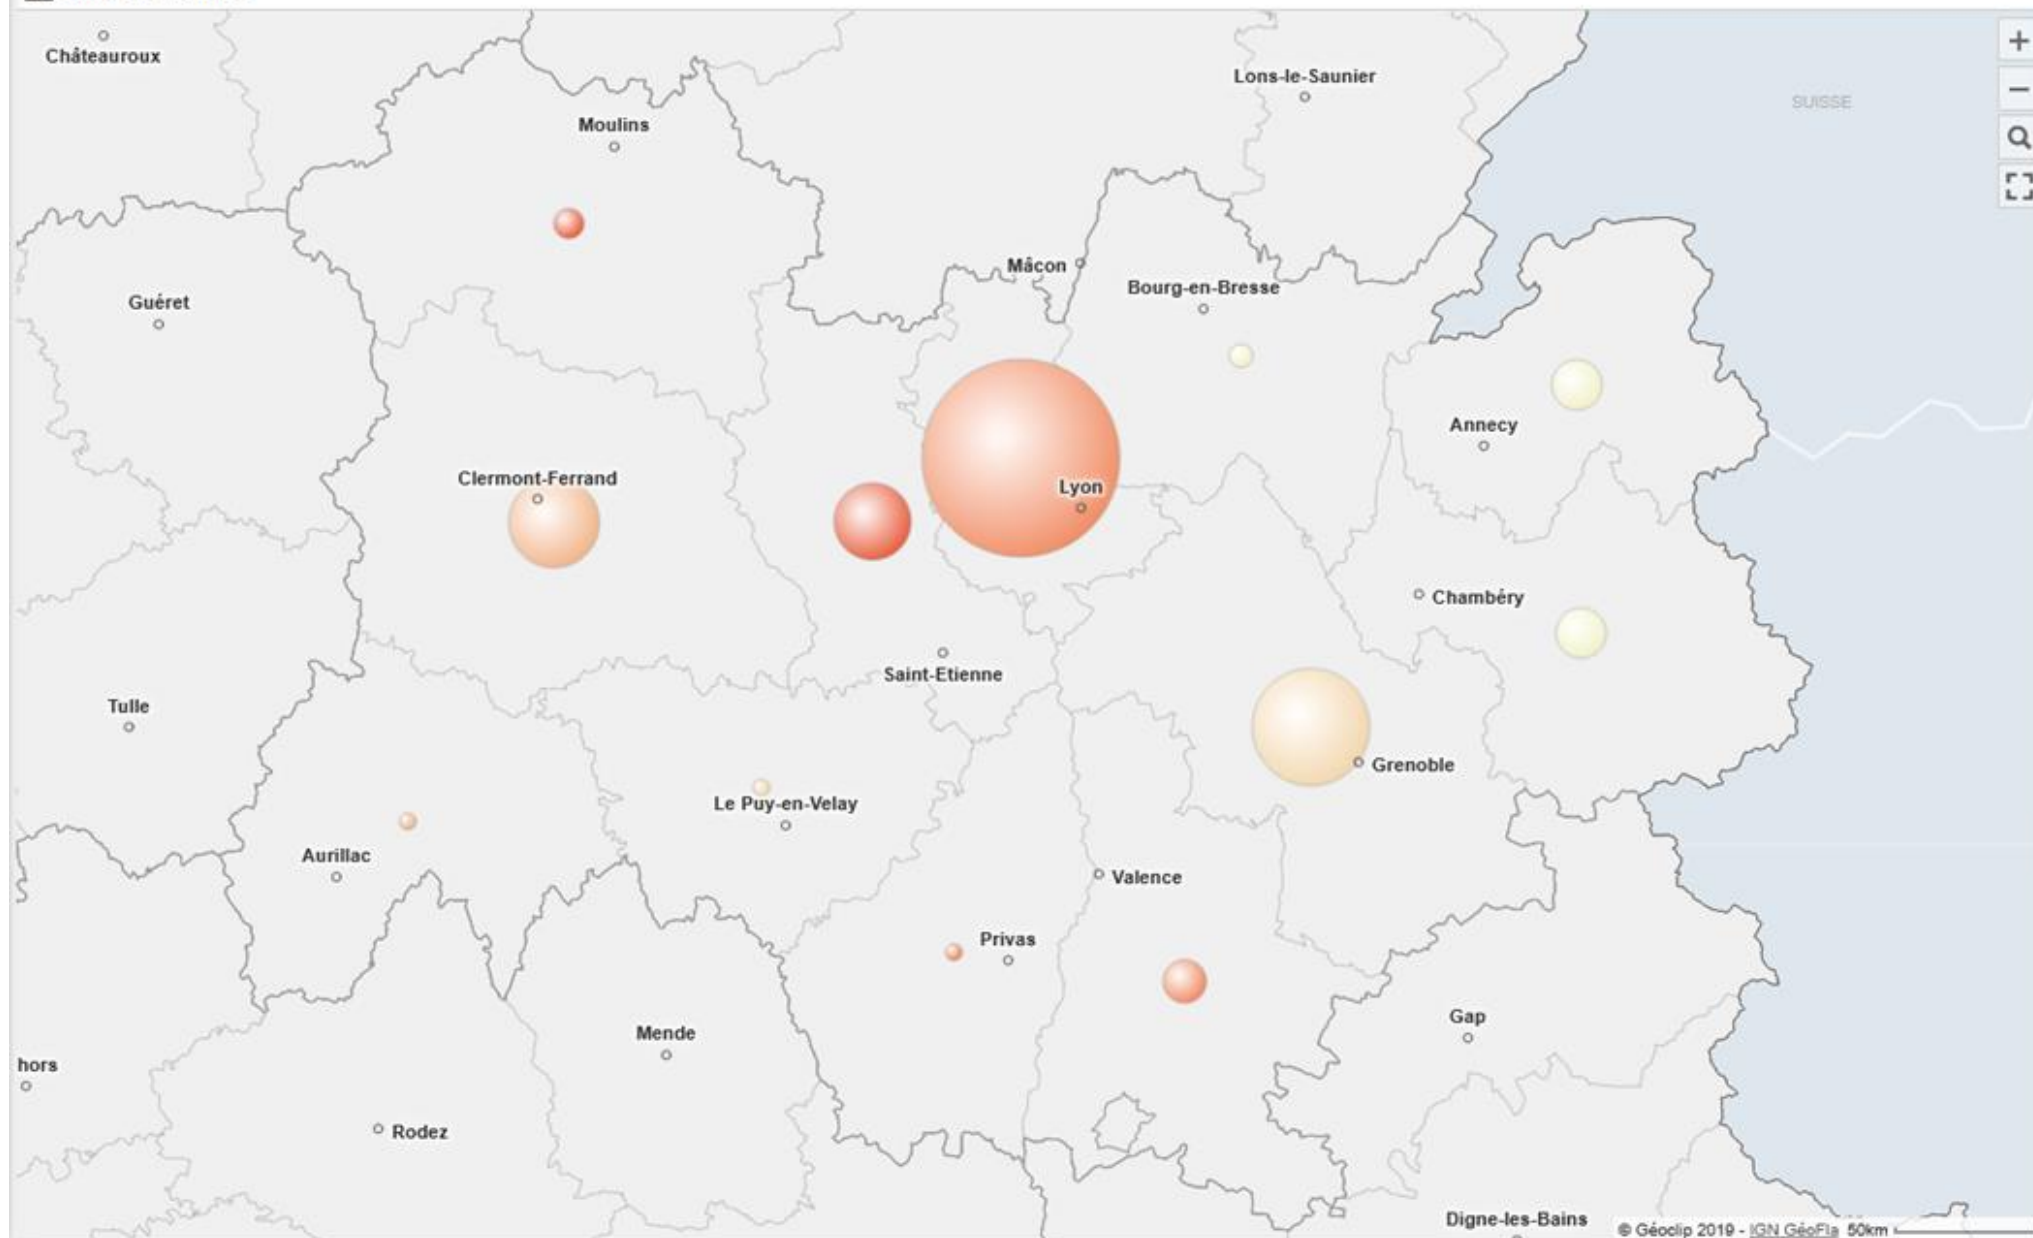 Châteauroux
Lons-le-Saunier
SUISSE
Moulins
Mâcon
Bourg-en-Bresse
Guéret
Annecy
Clermont-Ferrand
Lyon
Chambéry
Saint-Etienne
Tulle
Grenoble
Le Puy-en-Velay
Aurillac
Valence
Privas
Gap
Mende
hors
Rodez
Digne-les-Bains
© Géoclip 2019 - IGN GéoFla 50km